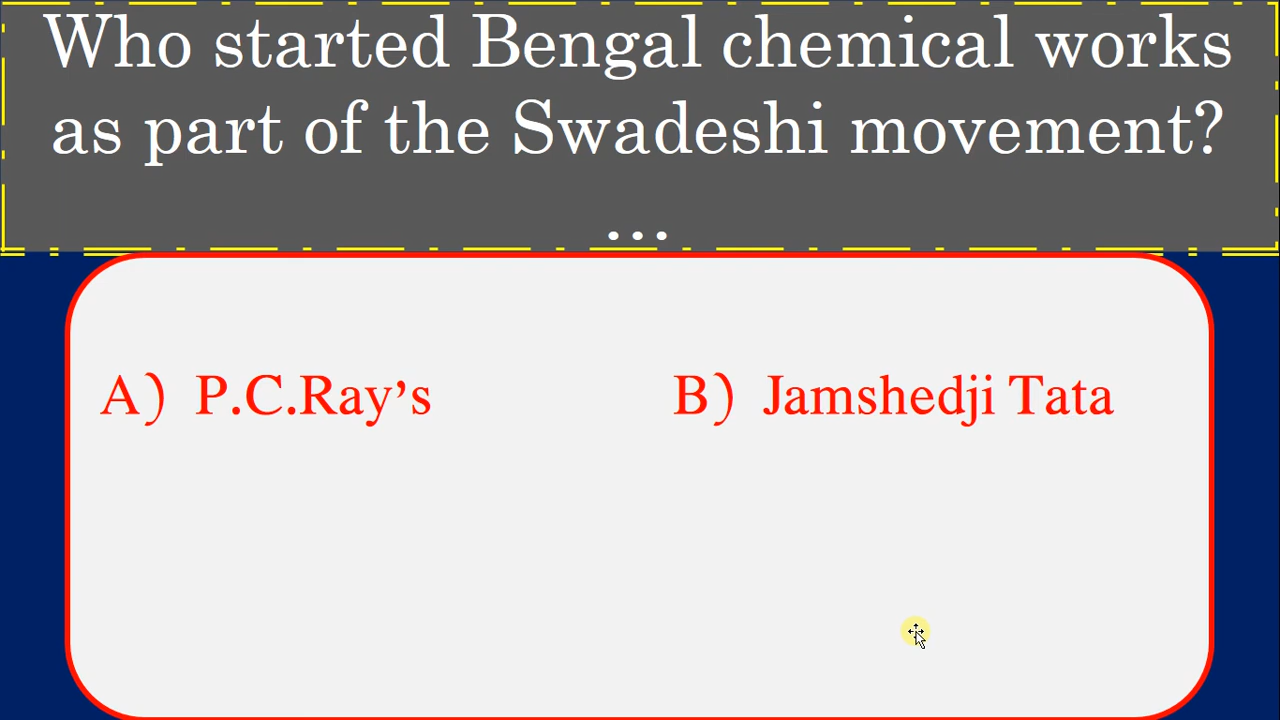 Who started Bengal chemical works
as part of the Swadeshi movement?
...
A) P.C.Ray’s B) Jamshedji Tata